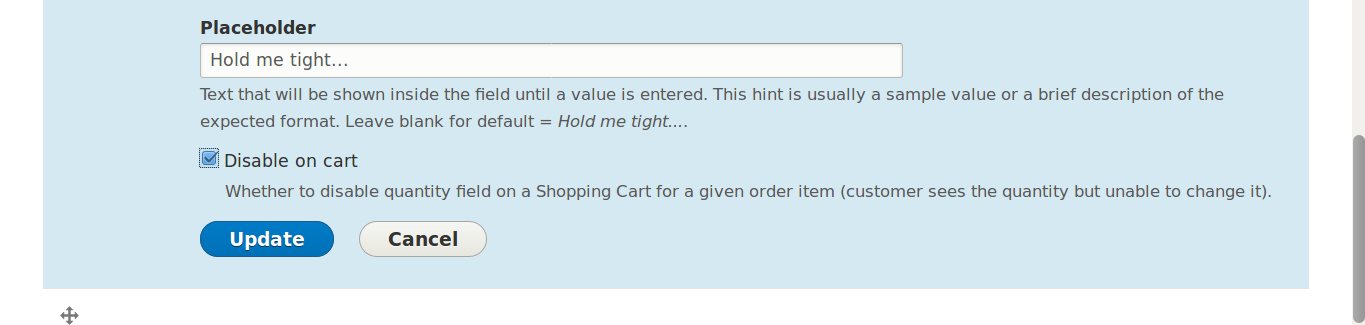 Placeholder
Hold me tight...
Text that will be shown inside the field until a value is entered. This hint is usually a sample value or a brief description of the
expected format. Leave blank for default = Hold me tight....
Disable on cart
Whether to disable quantity field on a Shopping Cart for a given order item (customer sees the quantity but unable to change it).
Update Cancel